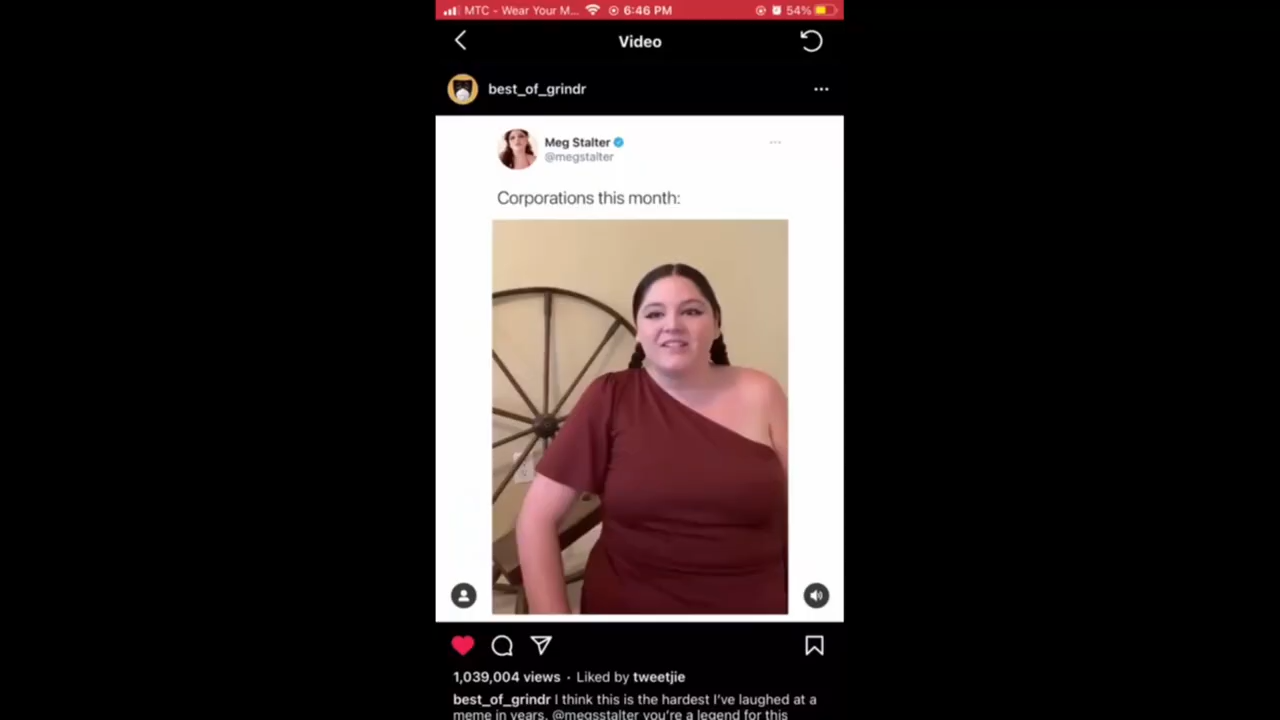 MTC - Wear Your M... 6:46 PM 54%
Video
best_of_grindr
Meg Stalter
@megstalter
Corporations this month:
1,039,004 views · Liked by tweetjie
best_of_grindr I think this is the hardest I've laughed at a
meme in years. @megsstalter you're a legend for this